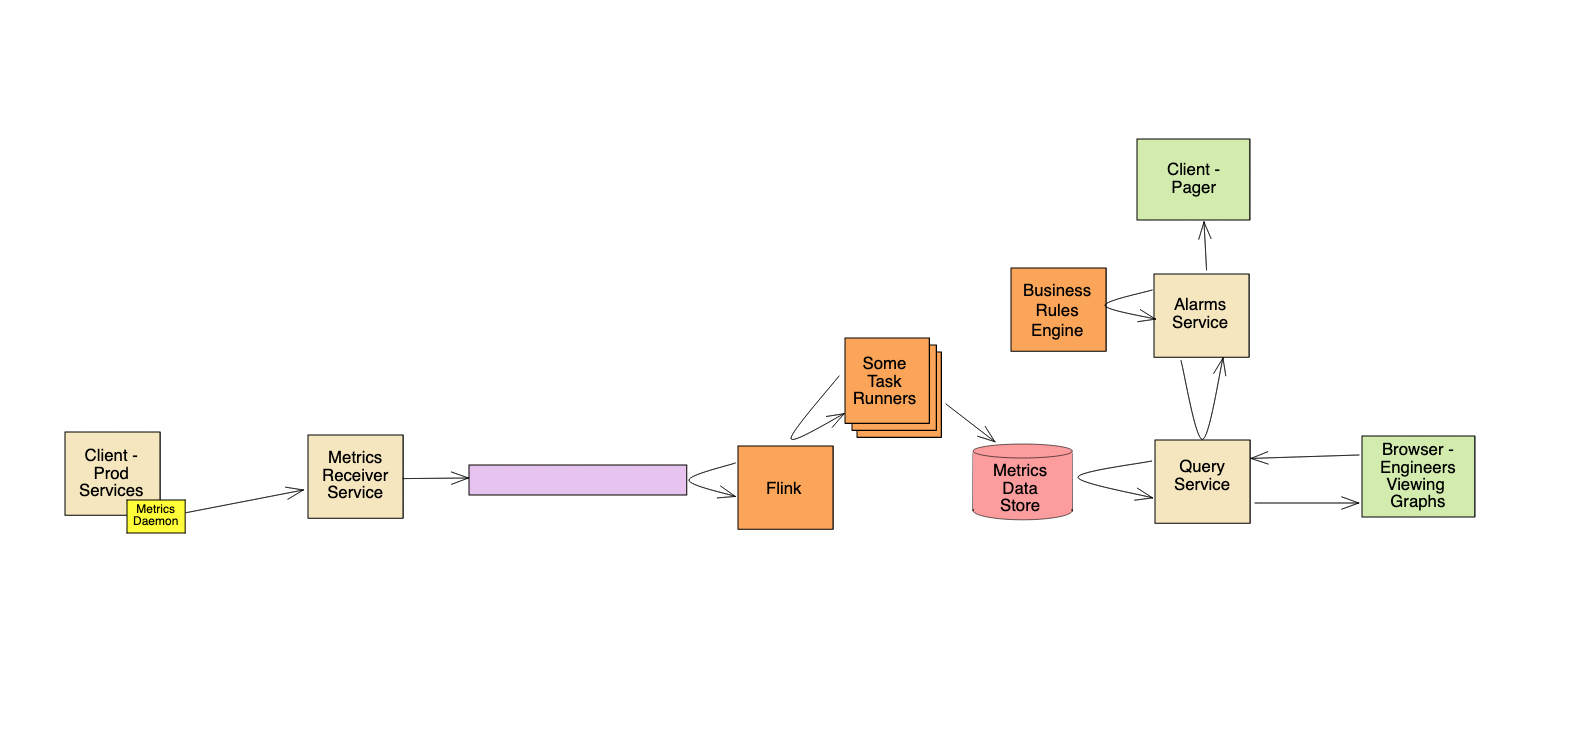 Client -
Pager
Business
Rules
Engine
Alarms
Service
Some
Task
Runners
Client -
Prod
Services
Metrics
Daemon
Metrics
Receiver
Service
Flink
Metrics
Data
Store
Query
Service
Browser -
Engineers
Viewing
Graphs